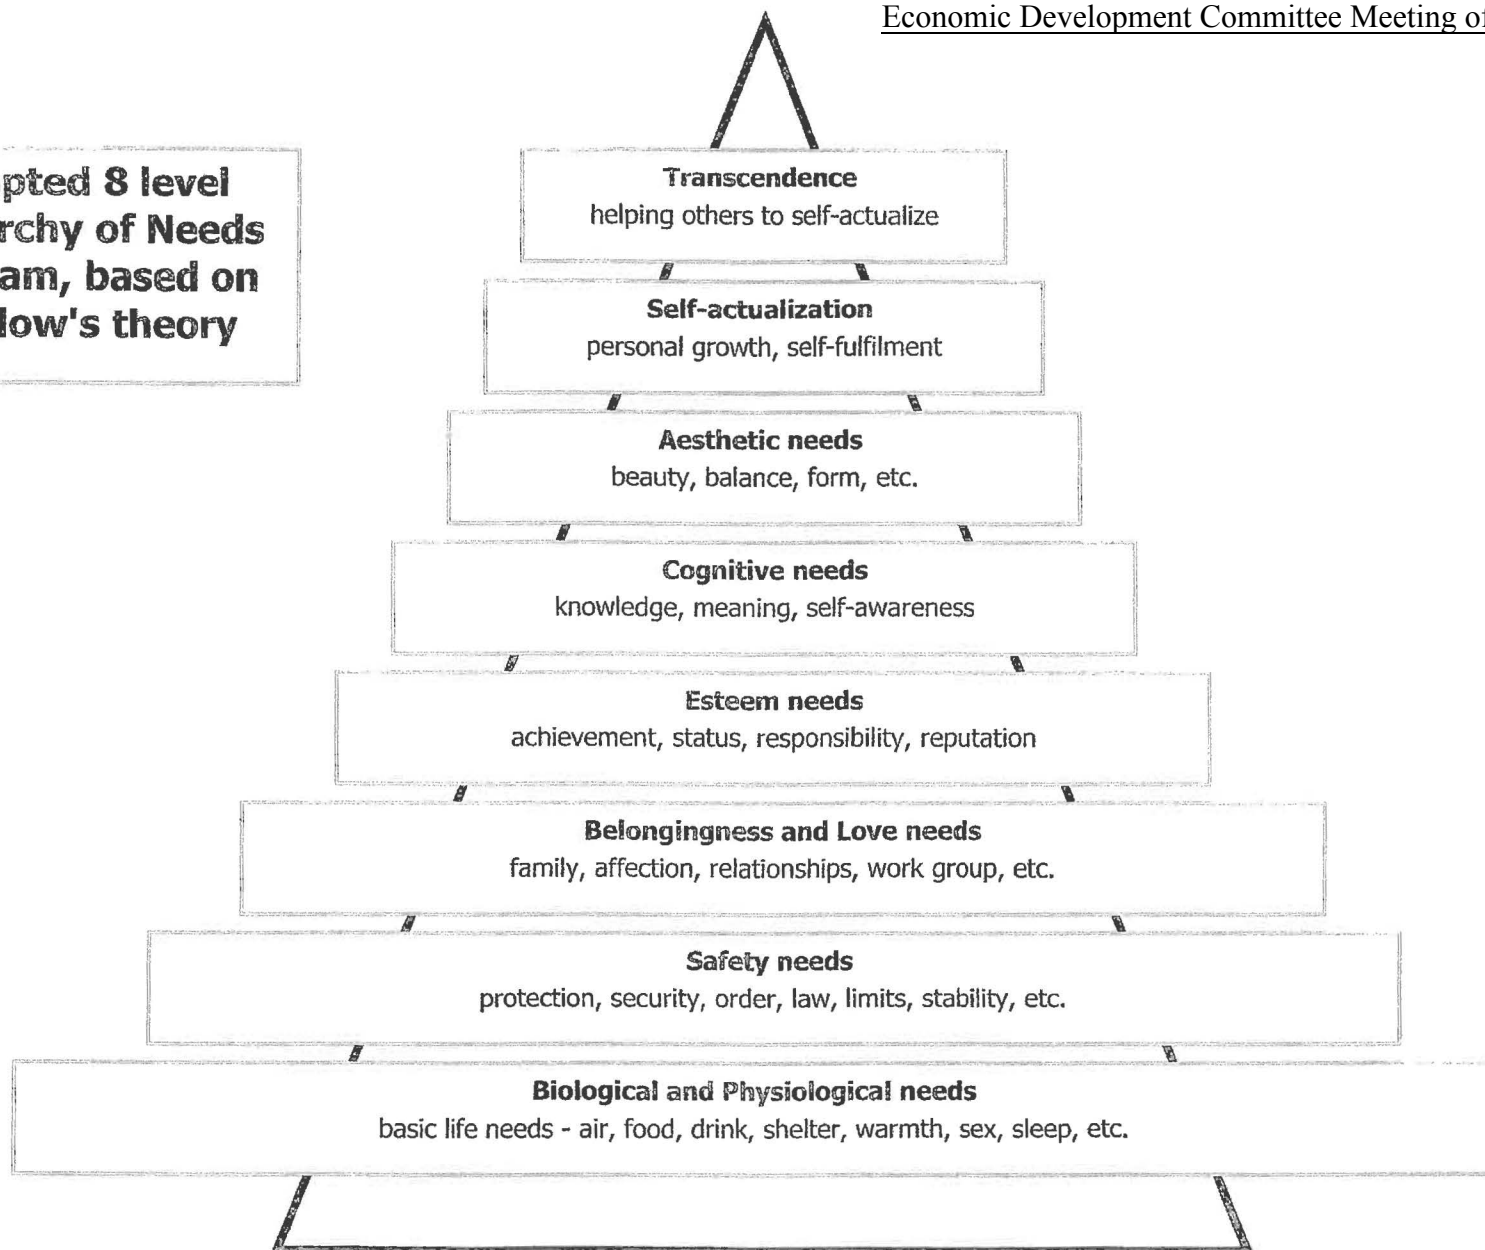 Economic Development Committee Meeting of
pted 8 level
rchy of Needs
am, based on
low's theory
Transcendence
helping others to self-actualize
Self-actualization
personal growth, self-fulfilment
Aesthetic needs
beauty, balance, form, etc.
Cognitive needs
knowledge, meaning, self-awareness
Esteem needs
achievement, status, responsibility, reputation
Belongingness and Love needs
family, affection, relationships, work group, etc.
Safety needs
protection, security, order, law, limits, stability, etc.
Biological and Physiological needs
basic life needs - air, food, drink, shelter, warmth, sex, sleep, etc.